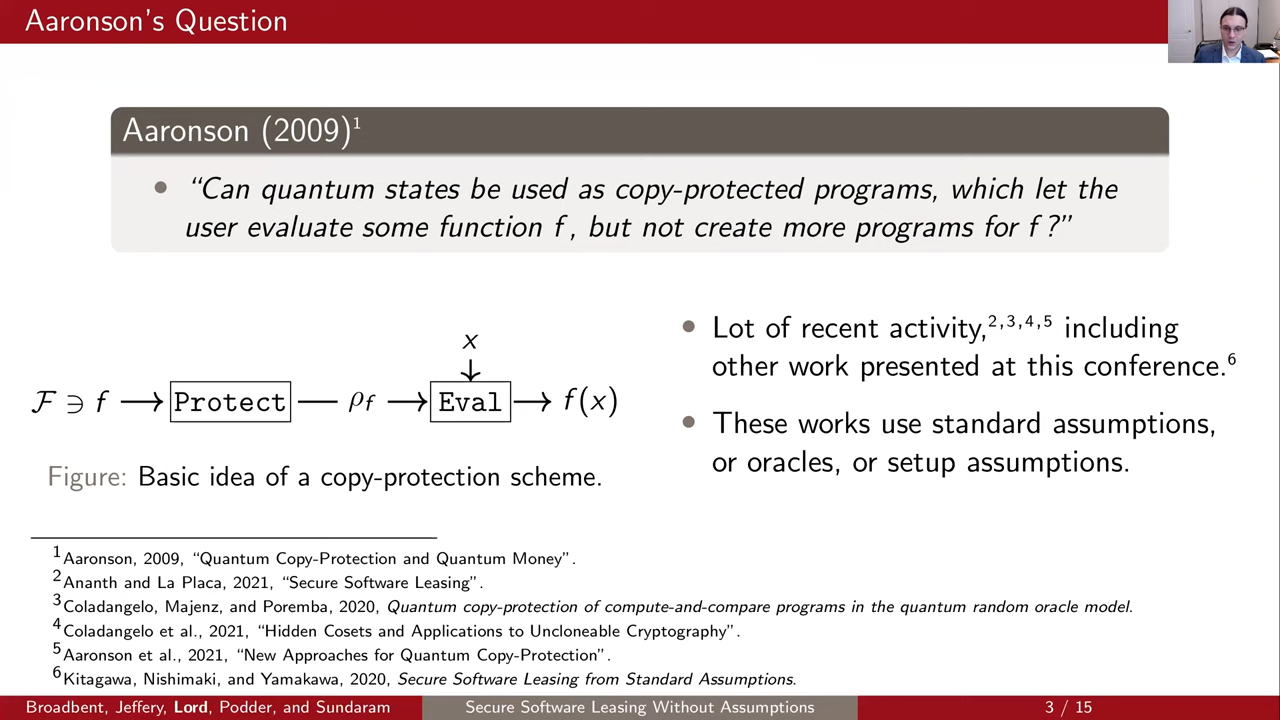 Aaronson's Question
Aaronson (2009)¹
• “Can quantum states be used as copy-protected programs, which let the
user evaluate some function f, but not create more programs for f?”
x
ℱ ∋ f → Protect — ρf → Eval → f(x)
Figure: Basic idea of a copy-protection scheme.
• Lot of recent activity,²,³,⁴,⁵ including
other work presented at this conference.⁶
• These works use standard assumptions,
or oracles, or setup assumptions.
¹Aaronson, 2009, “Quantum Copy-Protection and Quantum Money”.
²Ananth and La Placa, 2021, “Secure Software Leasing”.
³Coladangelo, Majenz, and Poremba, 2020, Quantum copy-protection of compute-and-compare programs in the quantum random oracle model.
⁴Coladangelo et al., 2021, “Hidden Cosets and Applications to Uncloneable Cryptography”.
⁵Aaronson et al., 2021, “New Approaches for Quantum Copy-Protection”.
⁶Kitagawa, Nishimaki, and Yamakawa, 2020, Secure Software Leasing from Standard Assumptions.
Broadbent, Jeffery, Lord, Podder, and Sundaram
Secure Software Leasing Without Assumptions
3 / 15